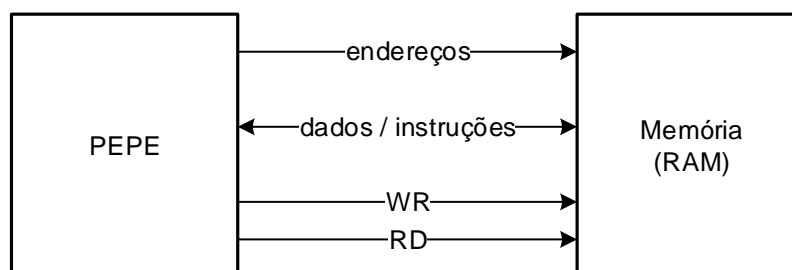 endereços
PEPE
dados / instruções
Memória
(RAM)
WR
RD